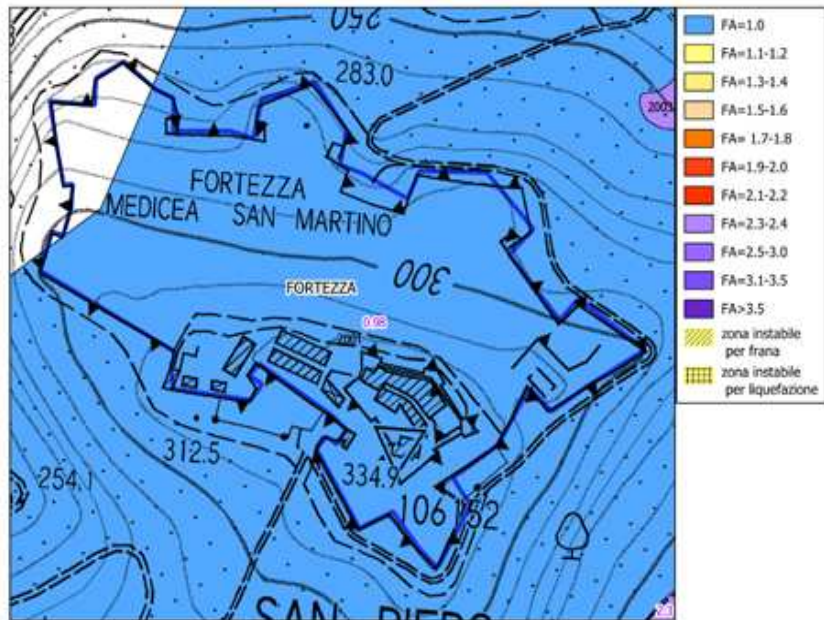 250
283.0
2003
FORTEZZA
MEDICEA SAN MARTINO
300
FORTEZZA
0.98
2001
312.5
334.9
254.1
106152
SAN PIERO
2.3
FA=1.0
FA=1.1-1.2
FA=1.3-1.4
FA=1.5-1.6
FA= 1.7-1.8
FA=1.9-2.0
FA=2.1-2.2
FA=2.3-2.4
FA=2.5-3.0
FA=3.1-3.5
FA>3.5
zona instabile
per frana
zona instabile
per liquefazione